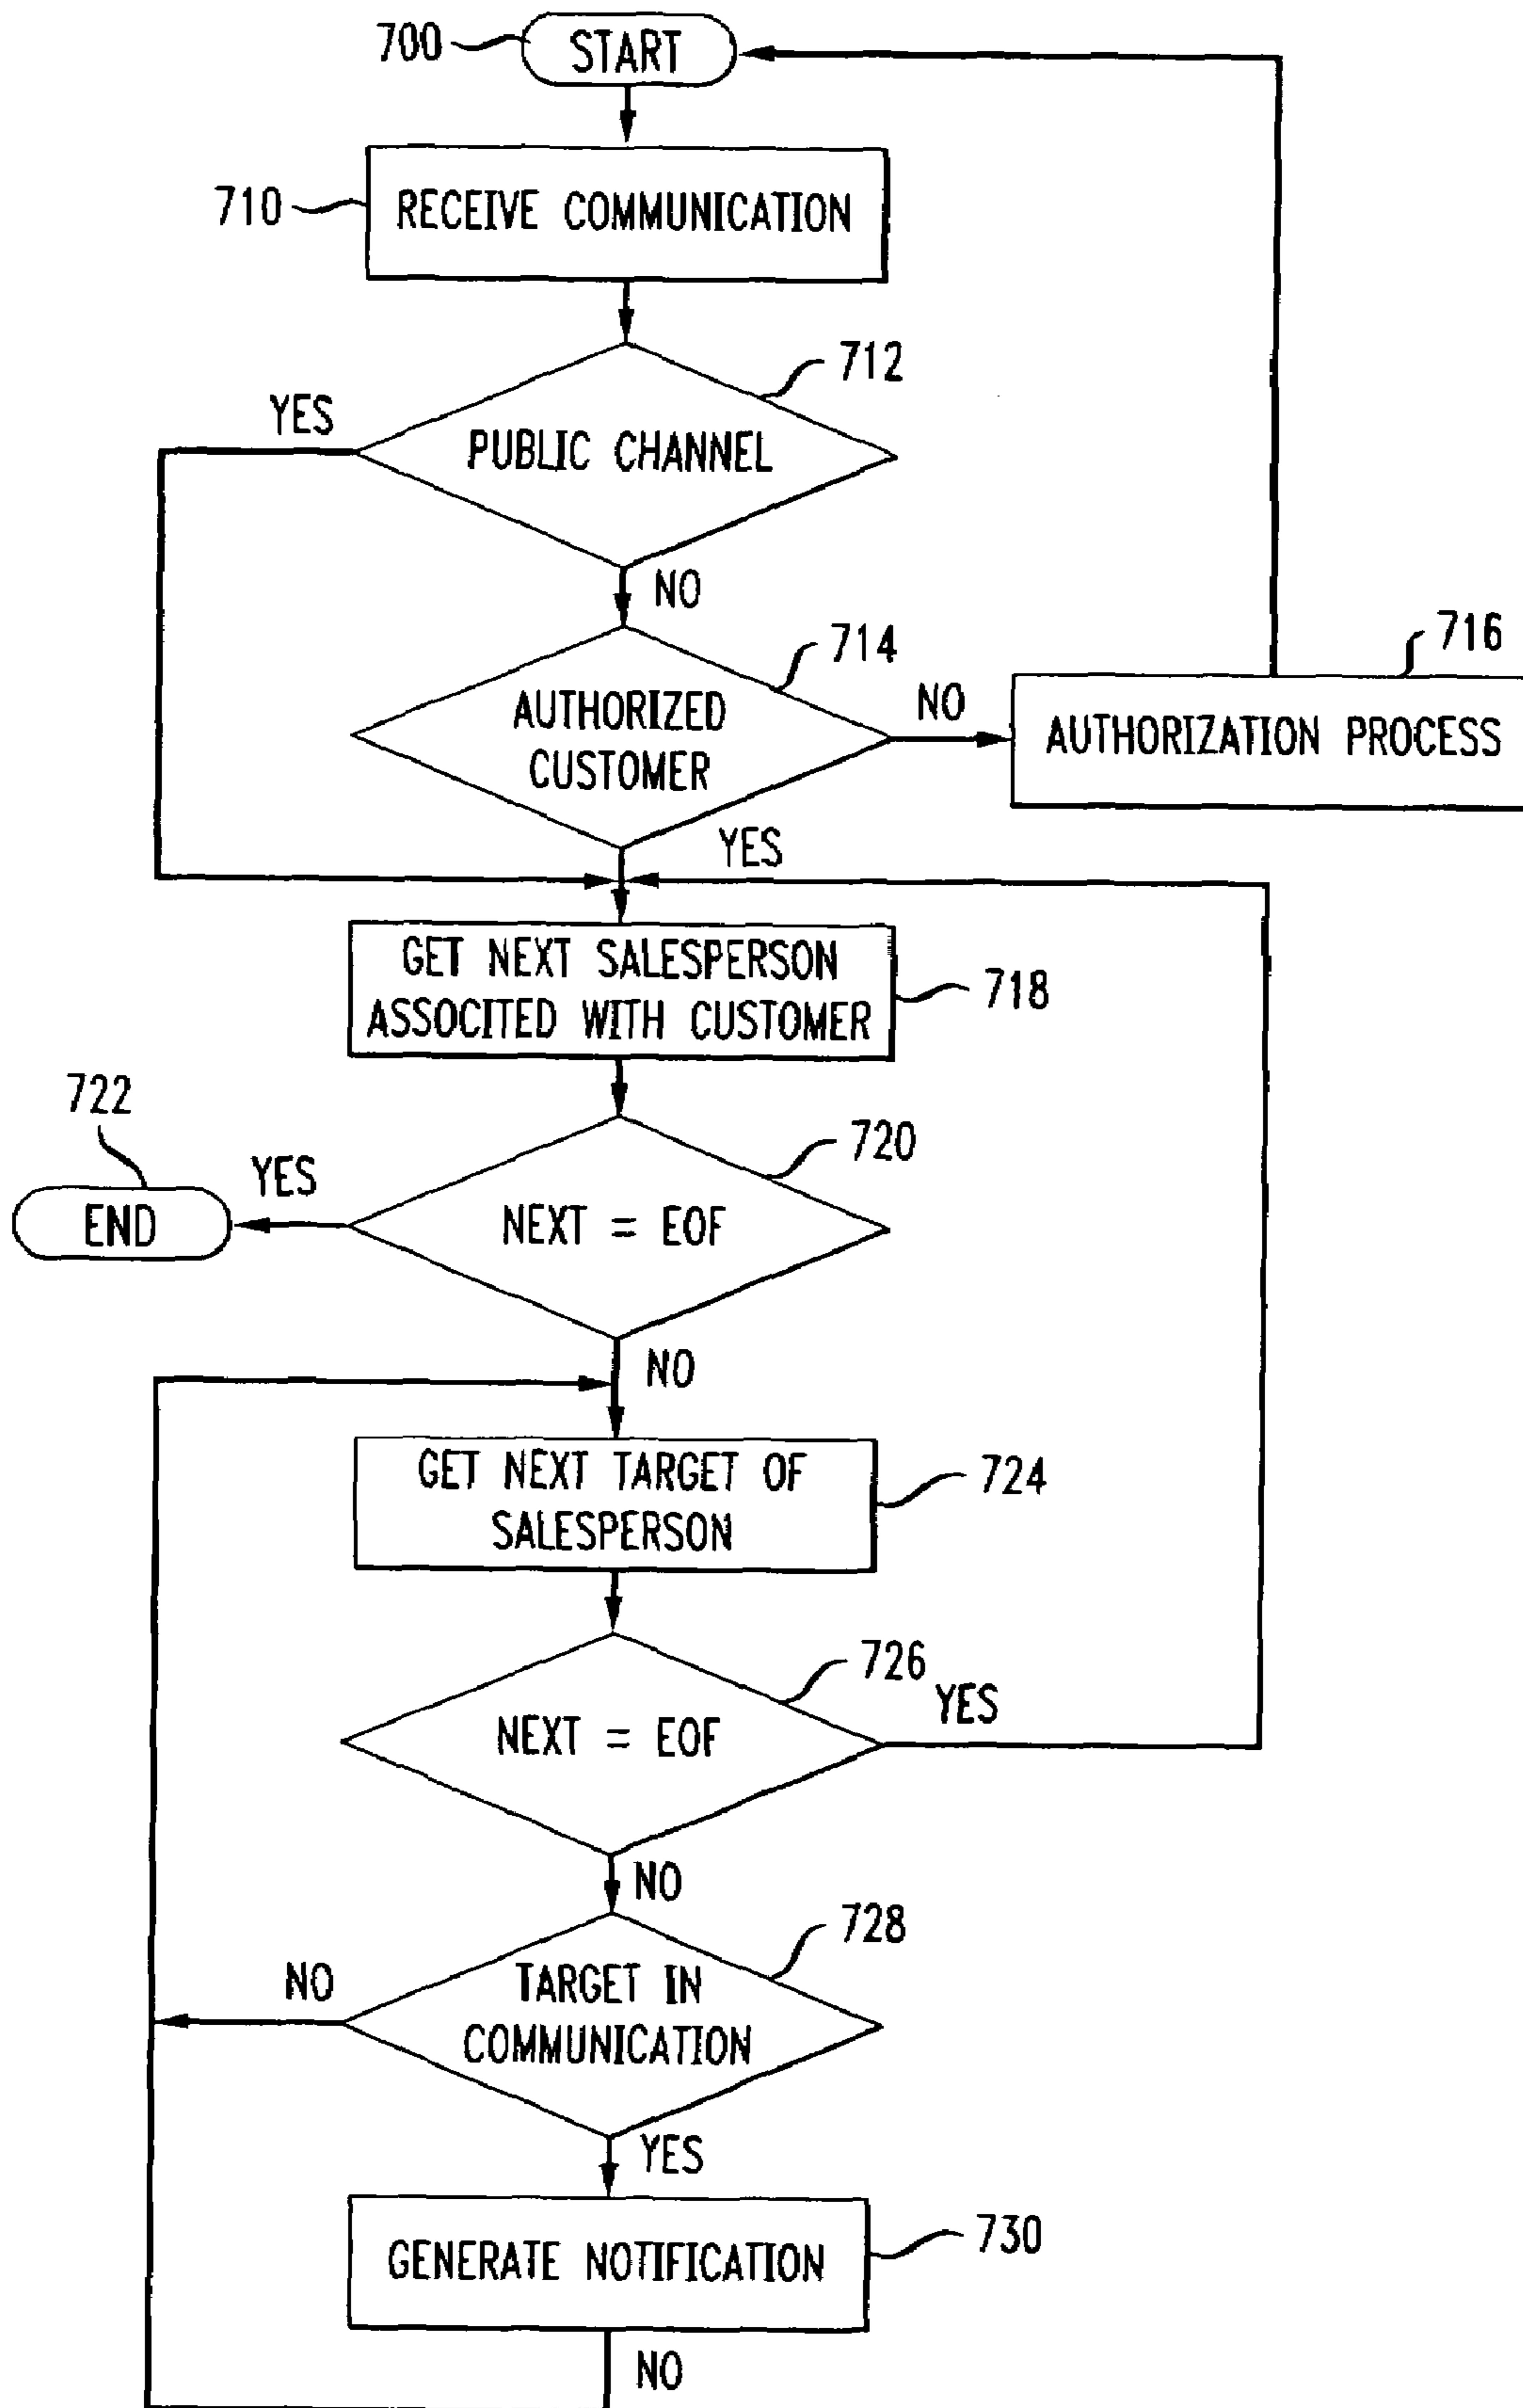 700
START
710
RECEIVE COMMUNICATION
712
YES
PUBLIC CHANNEL
NO
714
716
AUTHORIZED
CUSTOMER
NO
AUTHORIZATION PROCESS
YES
GET NEXT SALESPERSON
ASSOCITED WITH CUSTOMER
718
722
720
YES
END
NEXT = EOF
NO
GET NEXT TARGET OF
SALESPERSON
724
726
YES
NEXT = EOF
NO
728
NO
TARGET IN
COMMUNICATION
YES
730
GENERATE NOTIFICATION
NO